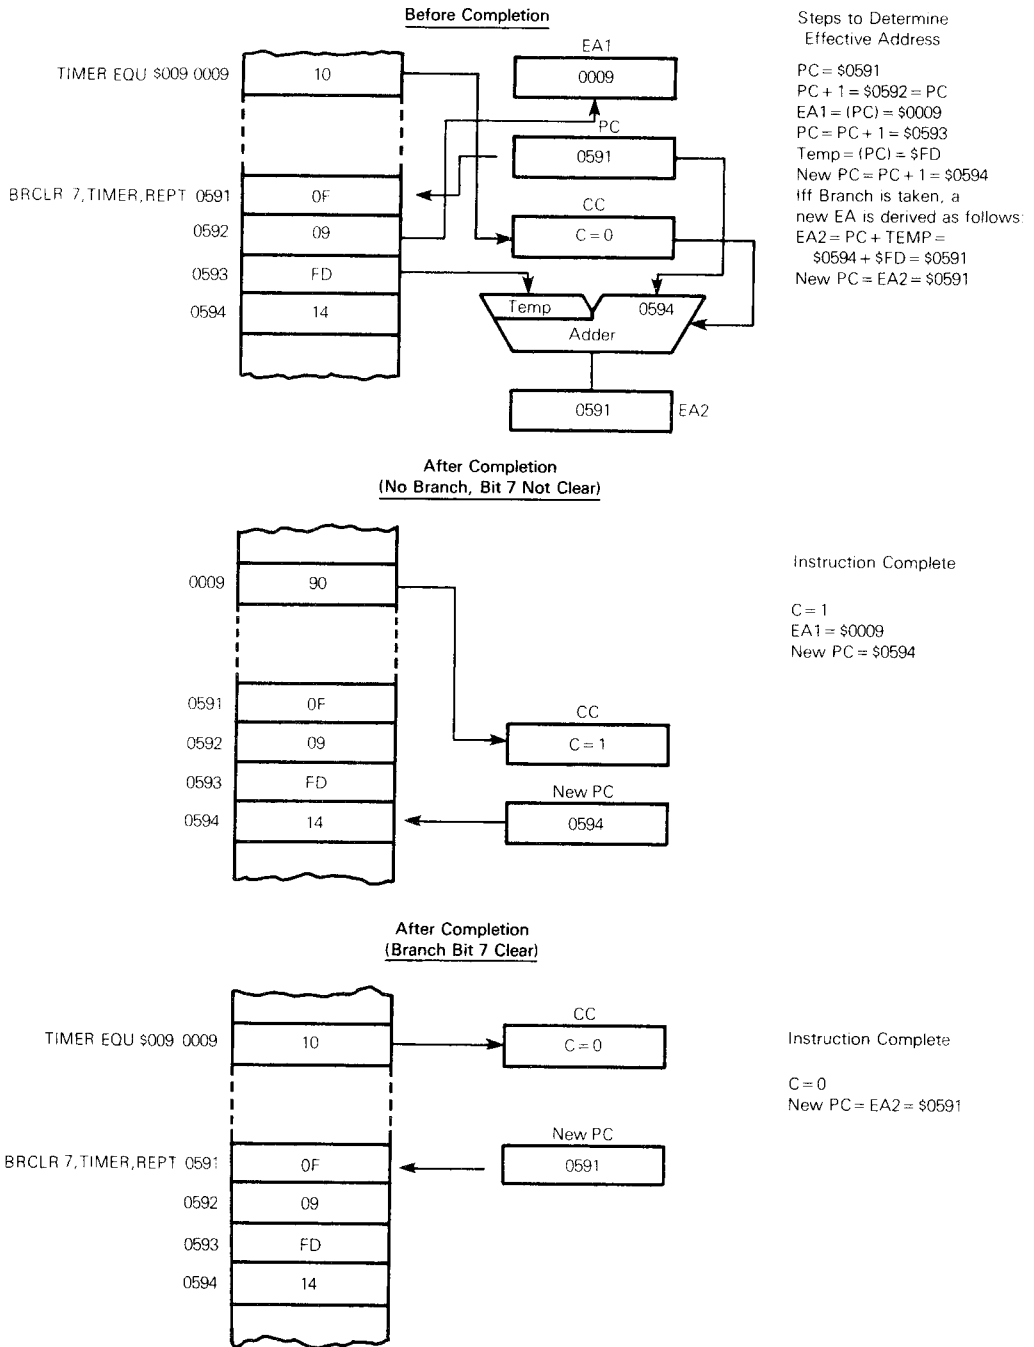 Before Completion
TIMER EQU $009 0009
10
EA1
0009
PC
0591
BRCLR 7,TIMER,REPT 0591
0F
0592
09
CC
C = 0
0593
FD
0594
14
Temp
0594
Adder
0591
EA2
Steps to Determine
Effective Address
PC = $0591
PC + 1 = $0592 = PC
EA1 = (PC) = $0009
PC = PC + 1 = $0593
Temp = (PC) = $FD
New PC = PC + 1 = $0594
Iff Branch is taken, a
new EA is derived as follows:
EA2 = PC + TEMP =
$0594 + $FD = $0591
New PC = EA2 = $0591
After Completion
(No Branch, Bit 7 Not Clear)
0009
90
0591
0F
0592
09
0593
FD
0594
14
CC
C = 1
New PC
0594
Instruction Complete
C = 1
EA1 = $0009
New PC = $0594
After Completion
(Branch Bit 7 Clear)
TIMER EQU $009 0009
10
CC
C = 0
BRCLR 7,TIMER,REPT 0591
0F
0592
09
0593
FD
0594
14
New PC
0591
Instruction Complete
C = 0
New PC = EA2 = $0591